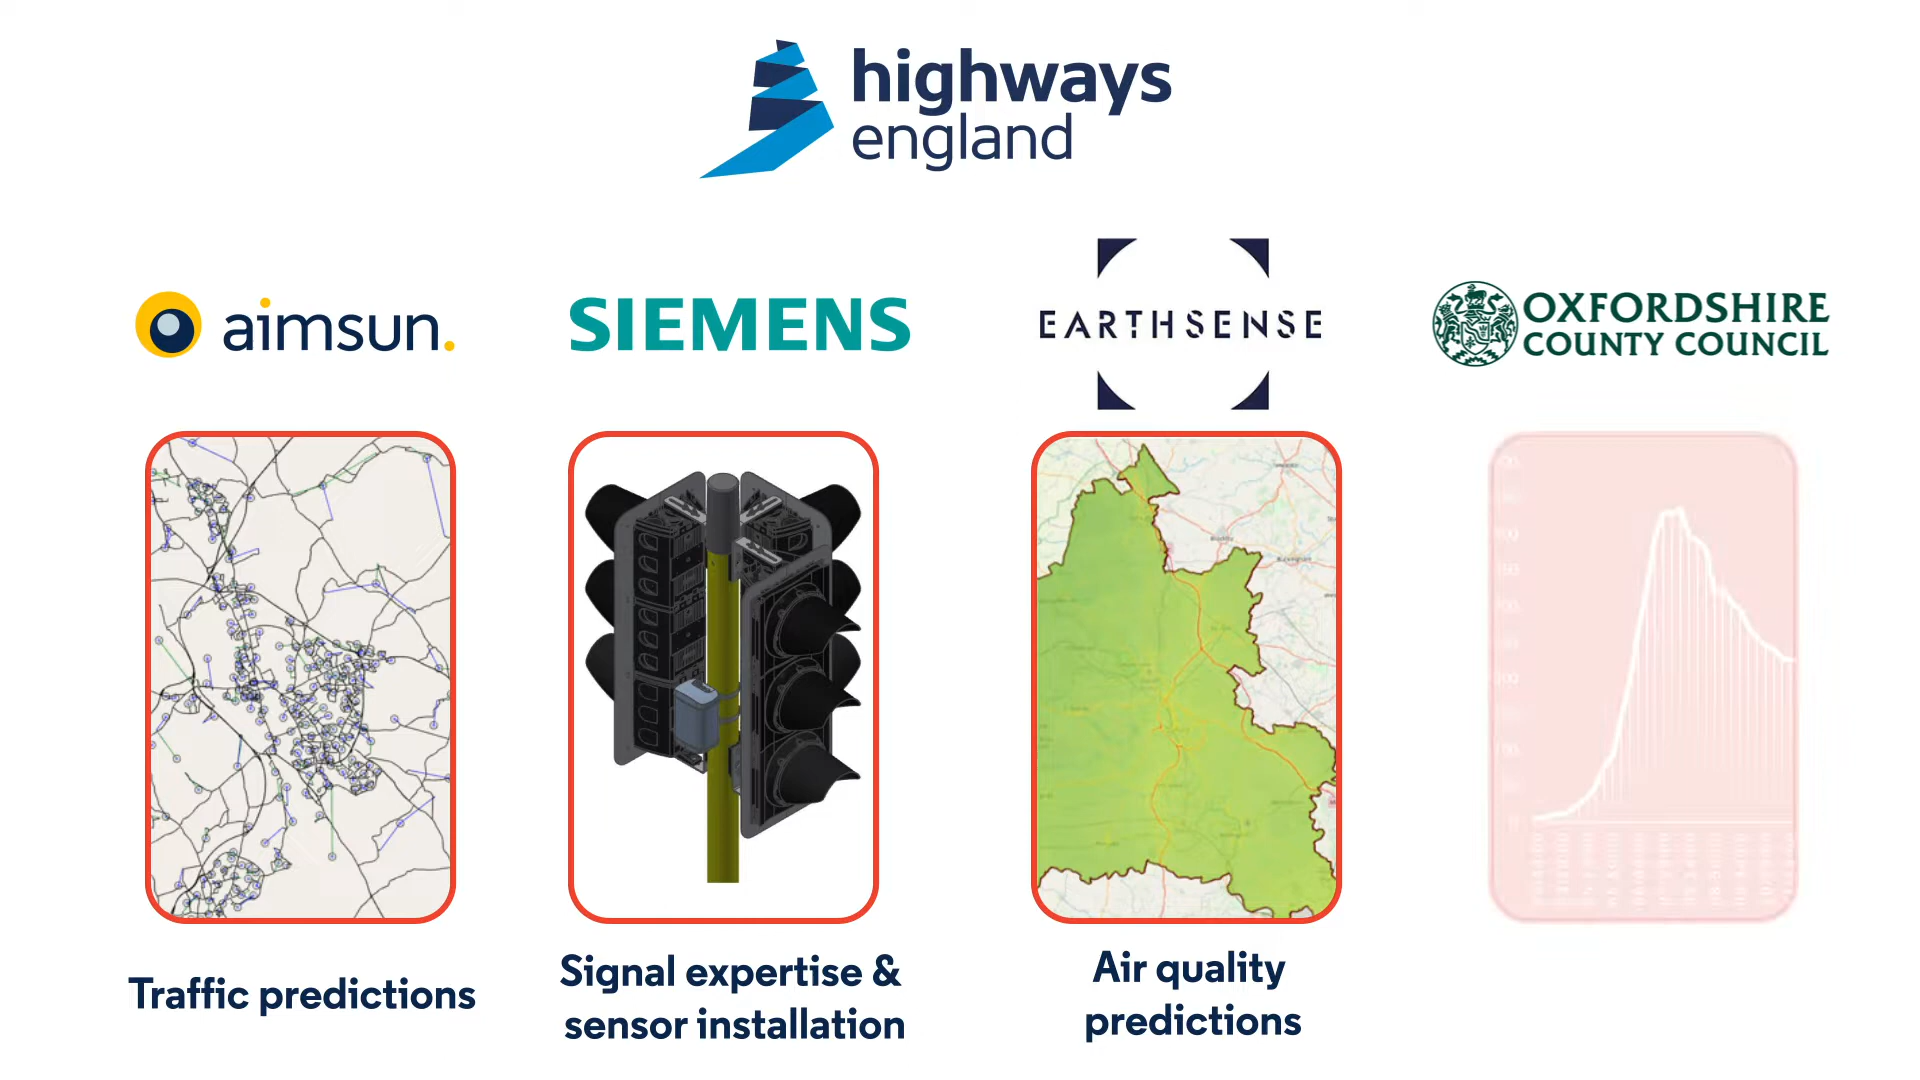 highways
england
aimsun.
SIEMENS
EARTHSENSE
OXFORDSHIRE
COUNTY COUNCIL
Traffic predictions
Signal expertise &
sensor installation
Air quality
predictions